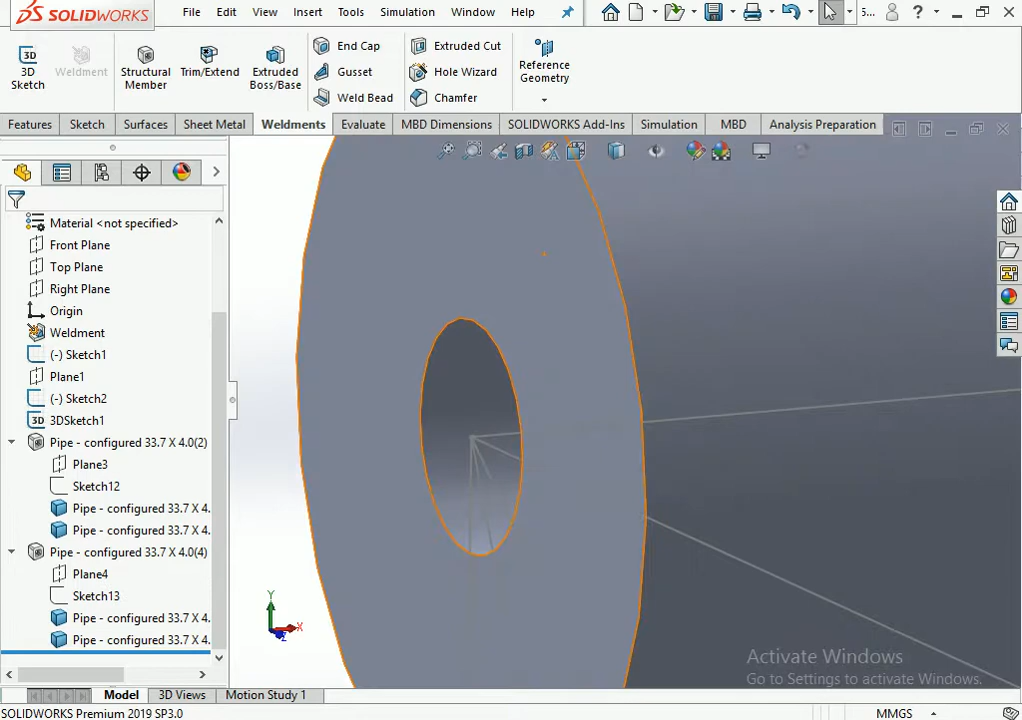 SOLIDWORKS File Edit View Insert Tools Simulation Window Help 5...
3D Sketch
Weldment
Structural Member
Trim/Extend
Extruded Boss/Base
End Cap
Gusset
Weld Bead
Extruded Cut
Hole Wizard
Chamfer
Reference Geometry
Features Sketch Surfaces Sheet Metal Weldments Evaluate MBD Dimensions SOLIDWORKS Add-Ins Simulation MBD Analysis Preparation
Material <not specified>
Front Plane
Top Plane
Right Plane
Origin
Weldment
(-) Sketch1
Plane1
(-) Sketch2
3D 3DSketch1
Pipe - configured 33.7 X 4.0(2)
Plane3
Sketch12
Pipe - configured 33.7 X 4.
Pipe - configured 33.7 X 4.
Pipe - configured 33.7 X 4.0(4)
Plane4
Sketch13
Pipe - configured 33.7 X 4.
Pipe - configured 33.7 X 4.
Y
X
Z
Activate Windows
Go to Settings to activate Windows.
Model 3D Views Motion Study 1
SOLIDWORKS Premium 2019 SP3.0 MMGS